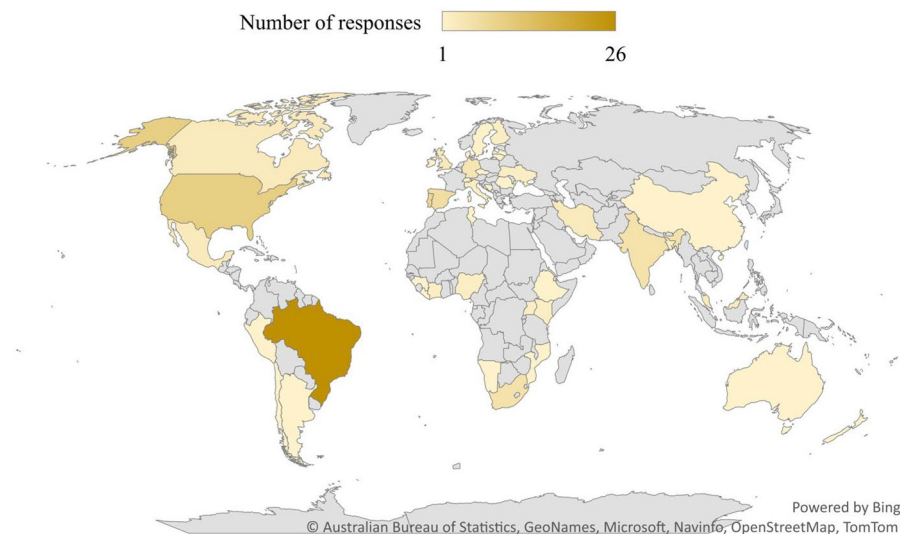 Number of responses
1 26
Powered by Bing
© Australian Bureau of Statistics, GeoNames, Microsoft, Navinfo, OpenStreetMap, TomTom